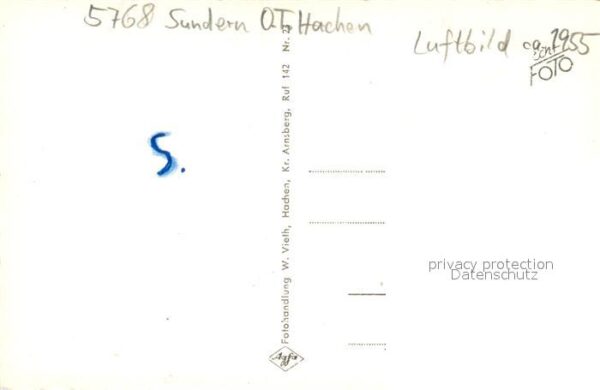 5768 Sundern O.T. Hachen
Luftbild ca. 1955
Echt
FOTO
S.
Fotohandlung W. Vieth, Hachen, Kr. Arnsberg, Ruf 142 Nr.
Agfa
privacy protection
Datenschutz